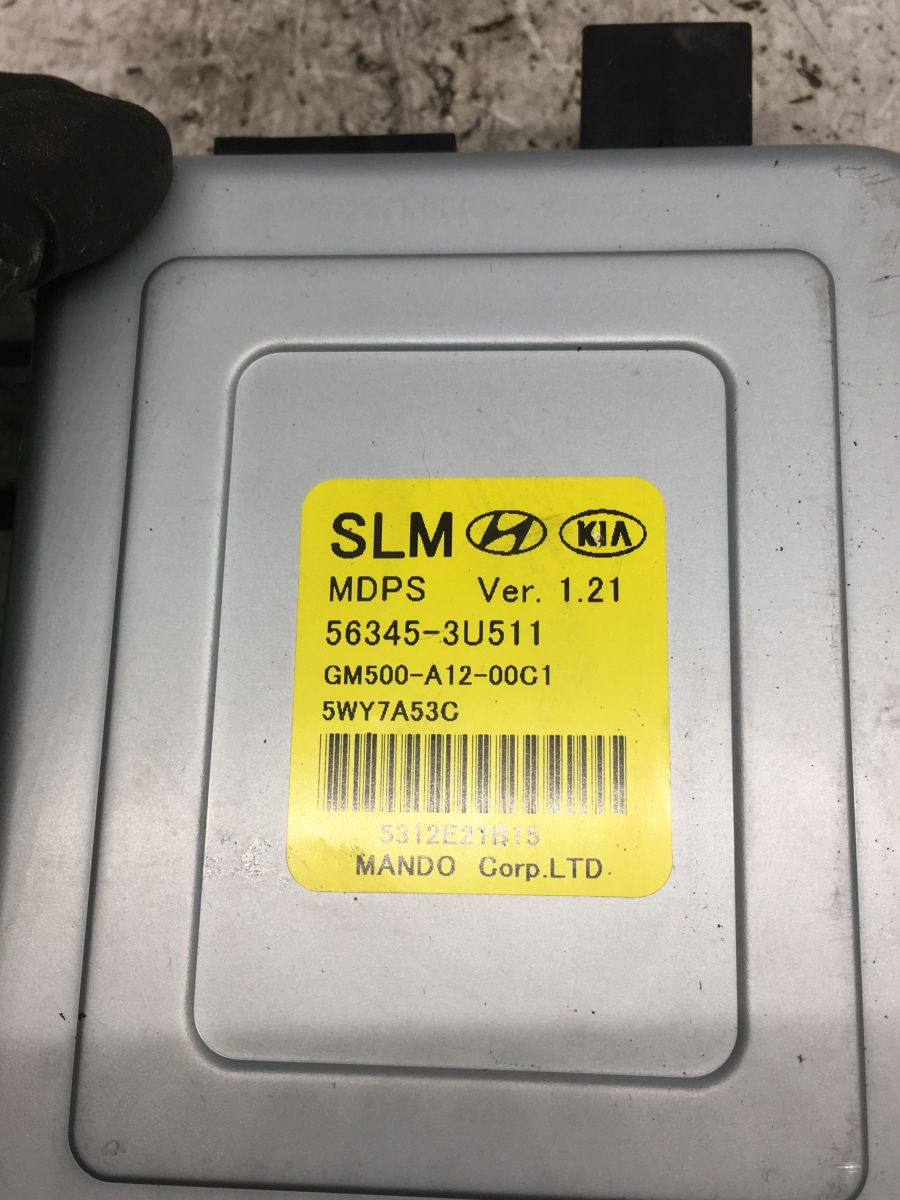 SLM KIA
MDPS Ver. 1.21
56345-3U511
GM500-A12-00C1
5WY7A53C
5312E21B15
MANDO Corp.LTD.